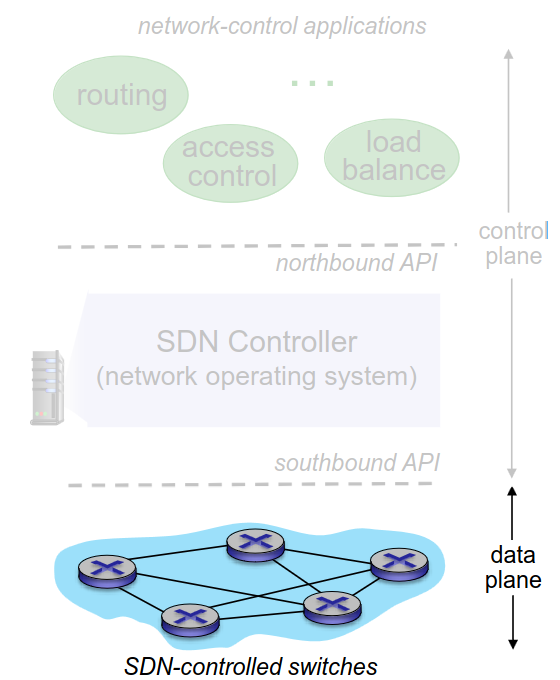 network-control applications
routing
...
access
control
load
balance
control
plane
northbound API
SDN Controller
(network operating system)
southbound API
data
plane
SDN-controlled switches